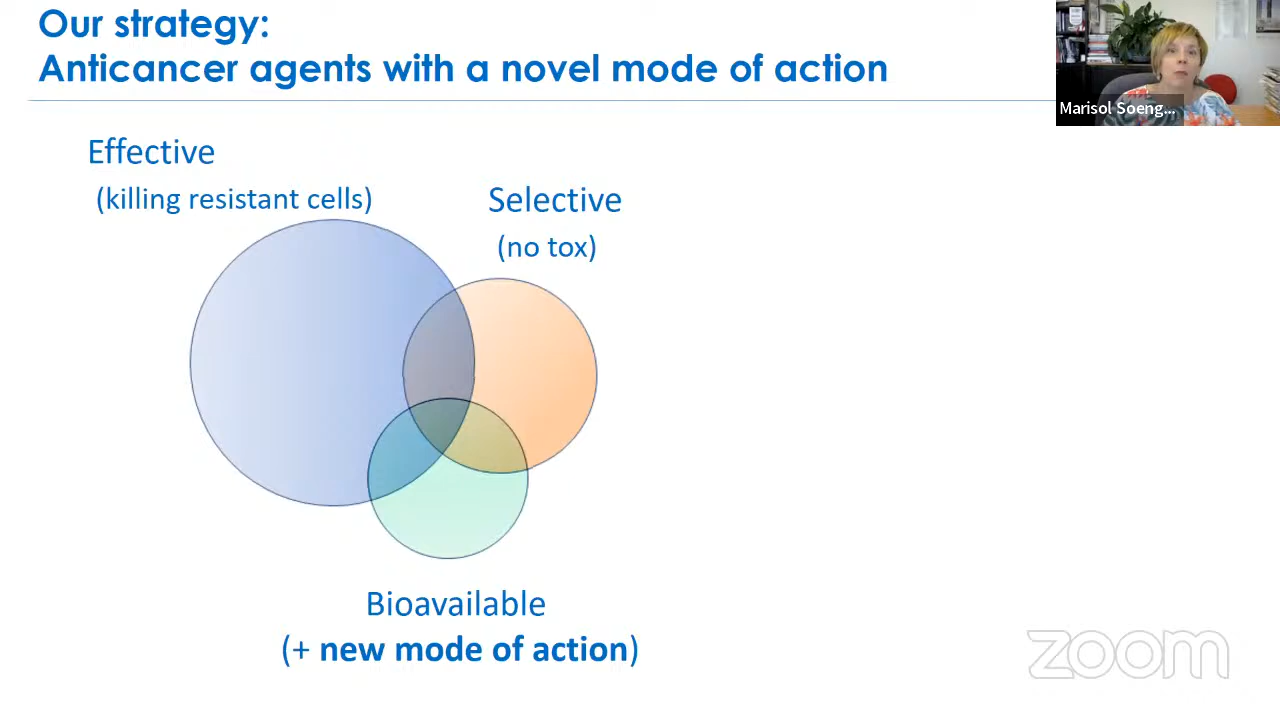 Our strategy:
Anticancer agents with a novel mode of action
Marisol Soeng...
Effective
(killing resistant cells)
Selective
(no tox)
Bioavailable
(+ new mode of action)
zoom